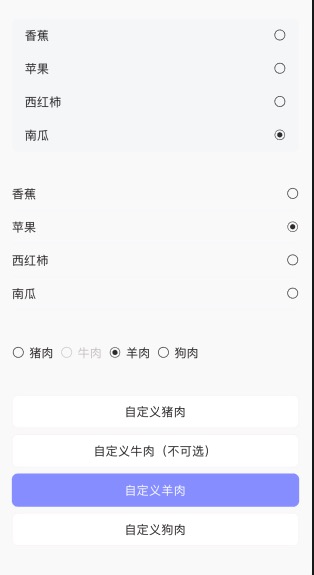 香蕉
苹果
西红柿
南瓜
香蕉
苹果
西红柿
南瓜
猪肉 牛肉 羊肉 狗肉
自定义猪肉
自定义牛肉（不可选）
自定义羊肉
自定义狗肉